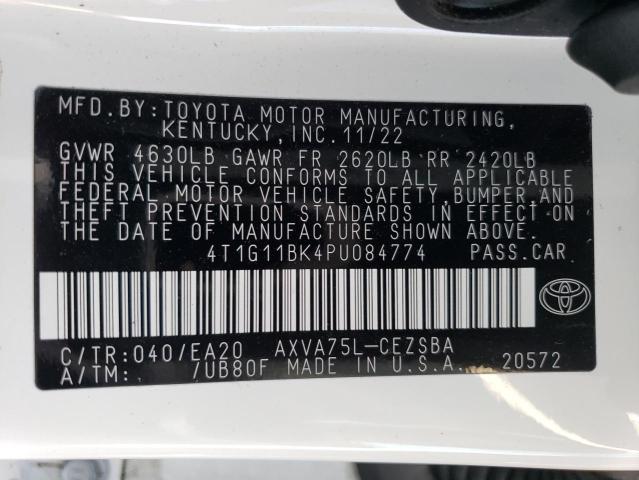 MFD. BY: TOYOTA MOTOR MANUFACTURING,
KENTUCKY, INC. 11/22
GVWR 4630LB GAWR FR 2620LB RR 2420LB
THIS VEHICLE CONFORMS TO ALL APPLICABLE
FEDERAL MOTOR VEHICLE SAFETY, BUMPER, AND
THEFT PREVENTION STANDARDS IN EFFECT ON
THE DATE OF MANUFACTURE SHOWN ABOVE.
4T1G11BK4PU084774 PASS. CAR
C/TR: 040/EA20 AXVA75L-CEZSBA
A/TM: 7UB80F MADE IN U.S.A. 20572